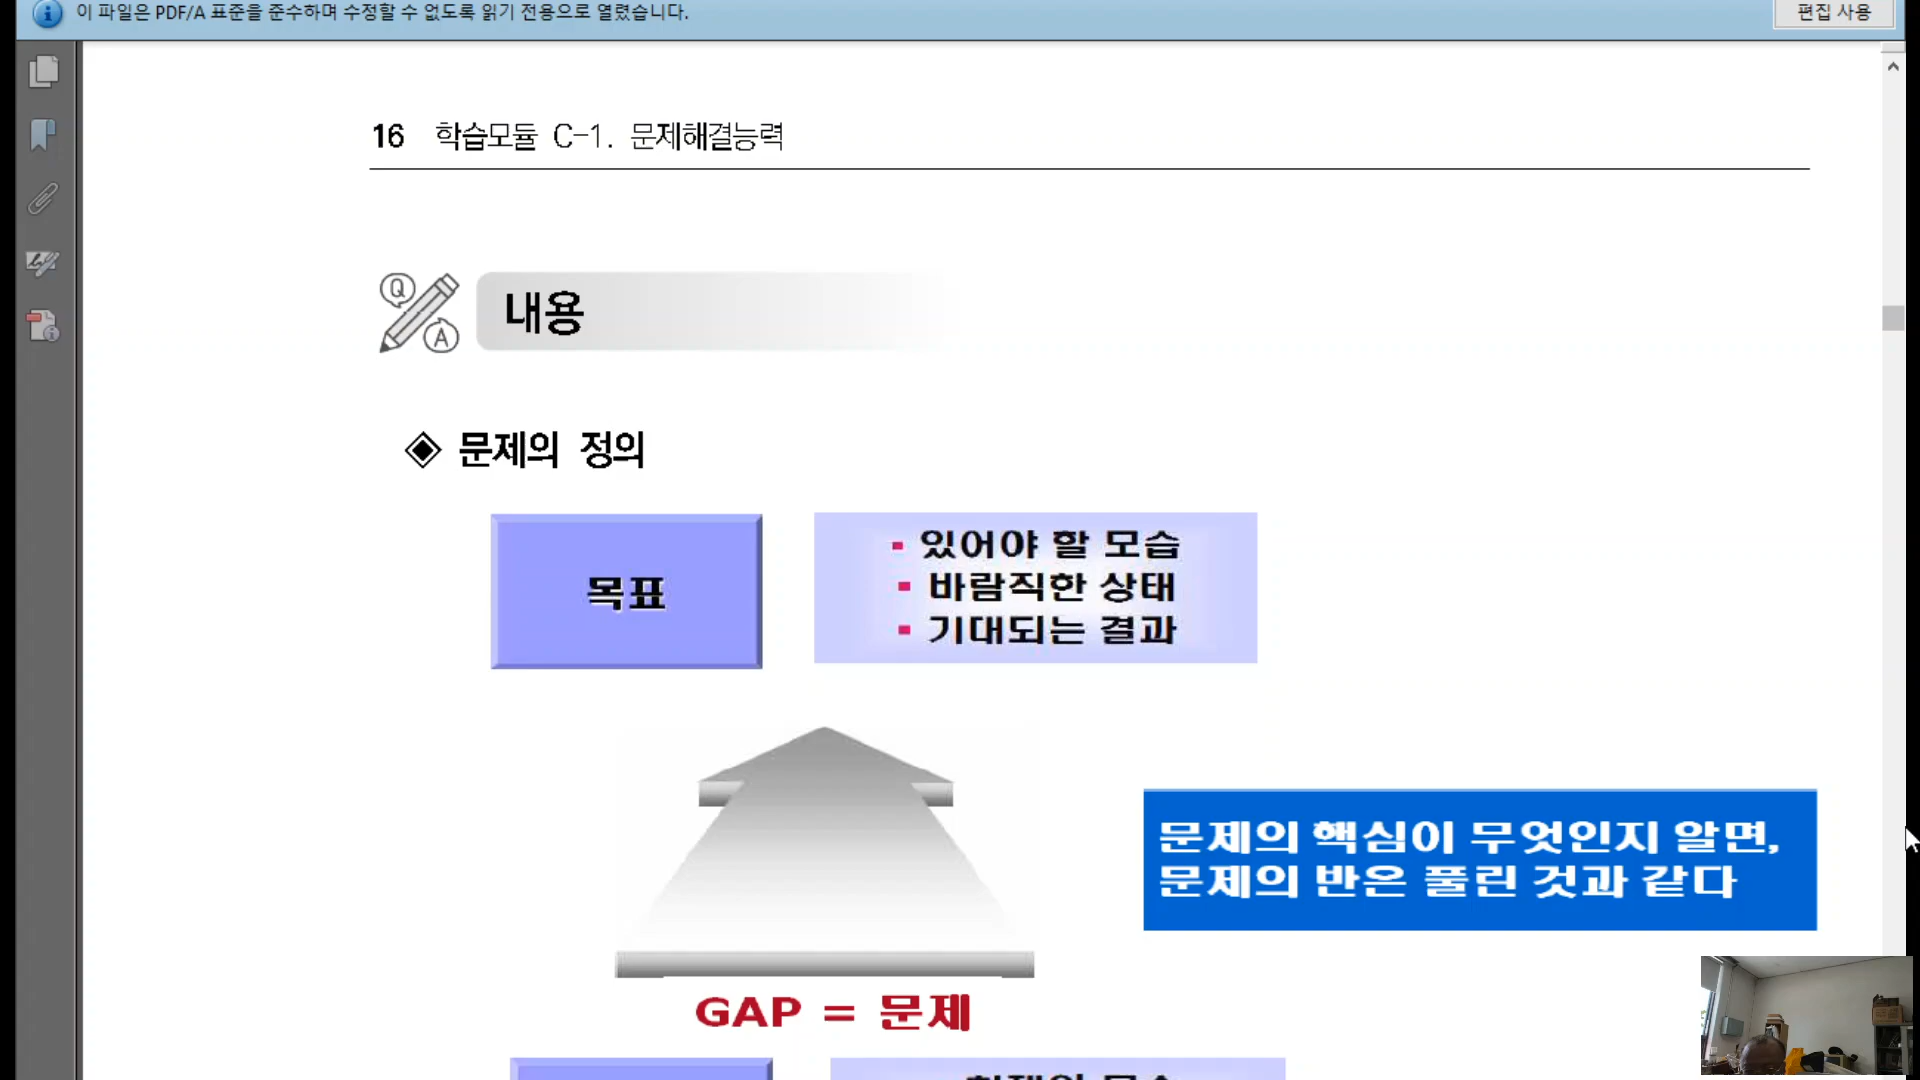 이 파일은 PDF/A 표준을 준수하며 수정할 수 없도록 읽기 전용으로 열렸습니다.
편집 사용
16 학습모듈 C-1. 문제해결능력
Q
A
내용
◈ 문제의 정의
목표
▪ 있어야 할 모습
▪ 바람직한 상태
▪ 기대되는 결과
문제의 핵심이 무엇인지 알면,
문제의 반은 풀린 것과 같다
GAP = 문제